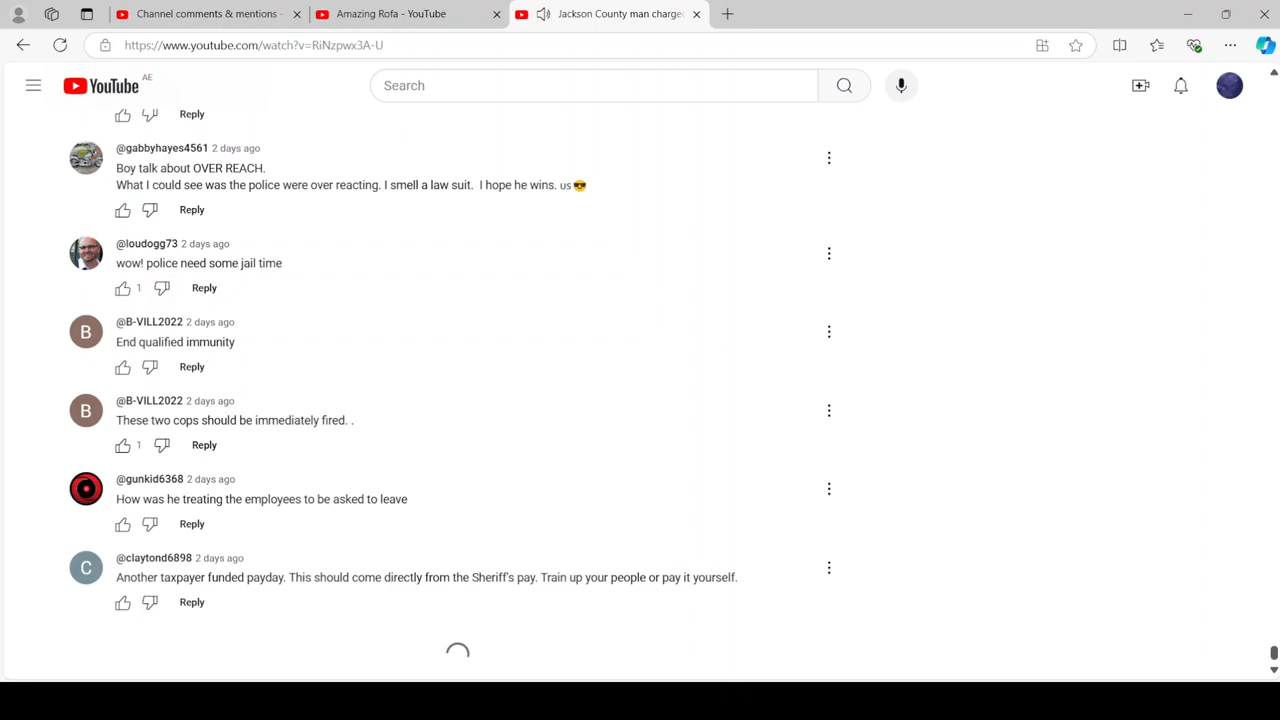 Channel comments & mentions -
Amazing Rofa - YouTube
Jackson County man charged
https://www.youtube.com/watch?v=RiNzpwx3A-U
YouTube
AE
Search
Reply
@gabbyhayes4561 2 days ago
Boy talk about OVER REACH.
What I could see was the police were over reacting. I smell a law suit. I hope he wins. us 😎
Reply
@loudogg73 2 days ago
wow! police need some jail time
1 Reply
@B-VILL2022 2 days ago
End qualified immunity
Reply
@B-VILL2022 2 days ago
These two cops should be immediately fired. .
1 Reply
@gunkid6368 2 days ago
How was he treating the employees to be asked to leave
Reply
@claytond6898 2 days ago
Another taxpayer funded payday. This should come directly from the Sheriff's pay. Train up your people or pay it yourself.
Reply
B
B
C